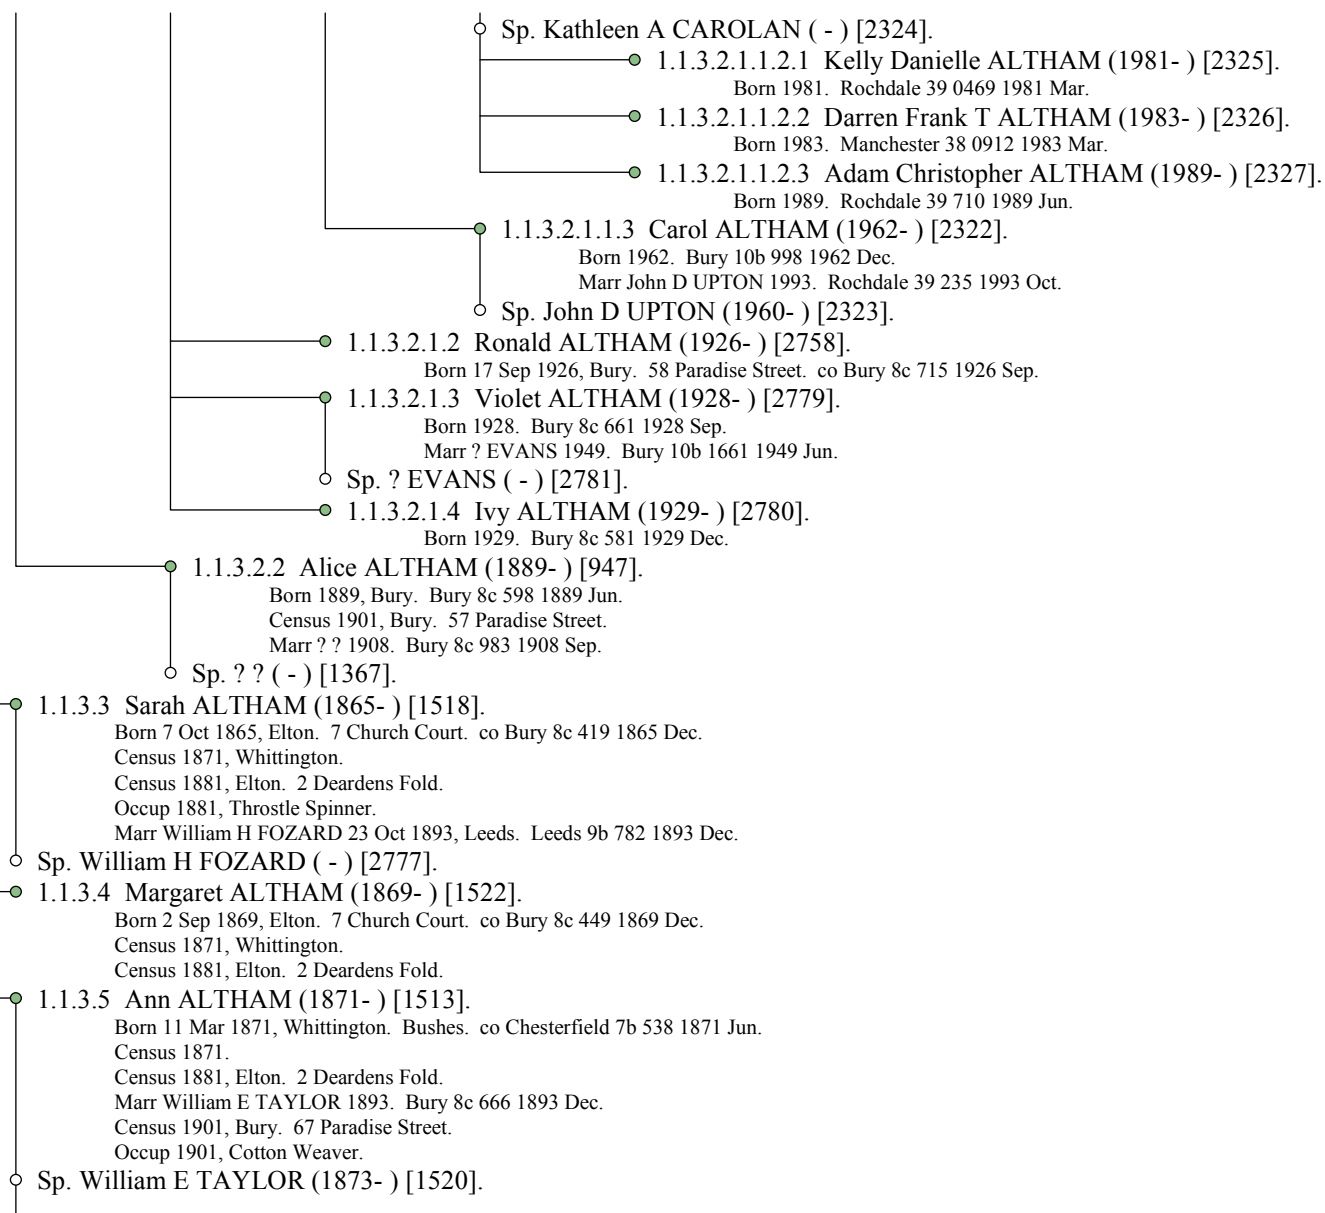 Sp. Kathleen A CAROLAN ( - ) [2324].
1.1.3.2.1.1.2.1 Kelly Danielle ALTHAM (1981- ) [2325].
Born 1981. Rochdale 39 0469 1981 Mar.
1.1.3.2.1.1.2.2 Darren Frank T ALTHAM (1983- ) [2326].
Born 1983. Manchester 38 0912 1983 Mar.
1.1.3.2.1.1.2.3 Adam Christopher ALTHAM (1989- ) [2327].
Born 1989. Rochdale 39 710 1989 Jun.
1.1.3.2.1.1.3 Carol ALTHAM (1962- ) [2322].
Born 1962. Bury 10b 998 1962 Dec.
Marr John D UPTON 1993. Rochdale 39 235 1993 Oct.
Sp. John D UPTON (1960- ) [2323].
1.1.3.2.1.2 Ronald ALTHAM (1926- ) [2758].
Born 17 Sep 1926, Bury. 58 Paradise Street. co Bury 8c 715 1926 Sep.
1.1.3.2.1.3 Violet ALTHAM (1928- ) [2779].
Born 1928. Bury 8c 661 1928 Sep.
Marr ? EVANS 1949. Bury 10b 1661 1949 Jun.
Sp. ? EVANS ( - ) [2781].
1.1.3.2.1.4 Ivy ALTHAM (1929- ) [2780].
Born 1929. Bury 8c 581 1929 Dec.
1.1.3.2.2 Alice ALTHAM (1889- ) [947].
Born 1889, Bury. Bury 8c 598 1889 Jun.
Census 1901, Bury. 57 Paradise Street.
Marr ? ? 1908. Bury 8c 983 1908 Sep.
Sp. ? ? ( - ) [1367].
1.1.3.3 Sarah ALTHAM (1865- ) [1518].
Born 7 Oct 1865, Elton. 7 Church Court. co Bury 8c 419 1865 Dec.
Census 1871, Whittington.
Census 1881, Elton. 2 Deardens Fold.
Occup 1881, Throstle Spinner.
Marr William H FOZARD 23 Oct 1893, Leeds. Leeds 9b 782 1893 Dec.
Sp. William H FOZARD ( - ) [2777].
1.1.3.4 Margaret ALTHAM (1869- ) [1522].
Born 2 Sep 1869, Elton. 7 Church Court. co Bury 8c 449 1869 Dec.
Census 1871, Whittington.
Census 1881, Elton. 2 Deardens Fold.
1.1.3.5 Ann ALTHAM (1871- ) [1513].
Born 11 Mar 1871, Whittington. Bushes. co Chesterfield 7b 538 1871 Jun.
Census 1871.
Census 1881, Elton. 2 Deardens Fold.
Marr William E TAYLOR 1893. Bury 8c 666 1893 Dec.
Census 1901, Bury. 67 Paradise Street.
Occup 1901, Cotton Weaver.
Sp. William E TAYLOR (1873- ) [1520].